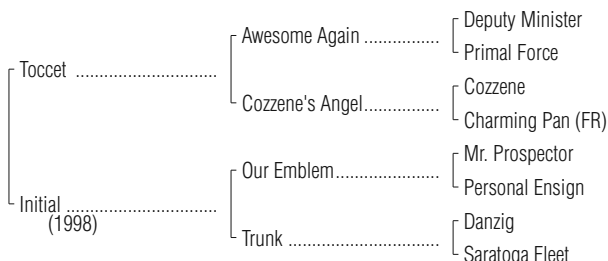 Deputy Minister
Awesome Again ................
Primal Force
Toccet ..............................
Cozzene
Cozzene's Angel................
Charming Pan (FR)
Mr. Prospector
Our Emblem......................
Personal Ensign
Initial ................................
(1998)
Danzig
Trunk ................................
Saratoga Fleet